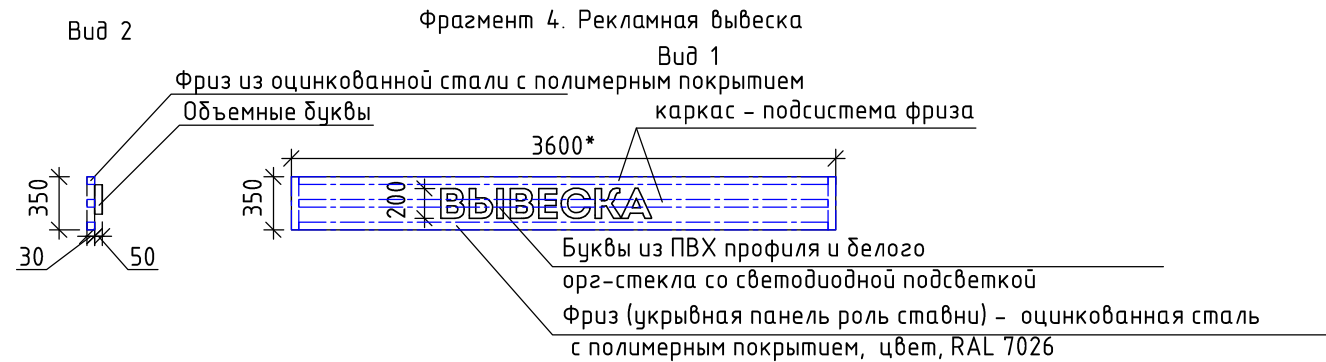 Фрагмент 4. Рекламная вывеска
Вид 2
Вид 1
Фриз из оцинкованной стали с полимерным покрытием
Объемные буквы
каркас - подсистема фриза
3600*
350
350
200
ВЫВЕСКА
30
50
Буквы из ПВХ профиля и белого
орг-стекла со светодиодной подсветкой
Фриз (укрывная панель роль ставни) - оцинкованная сталь
с полимерным покрытием, цвет, RAL 7026